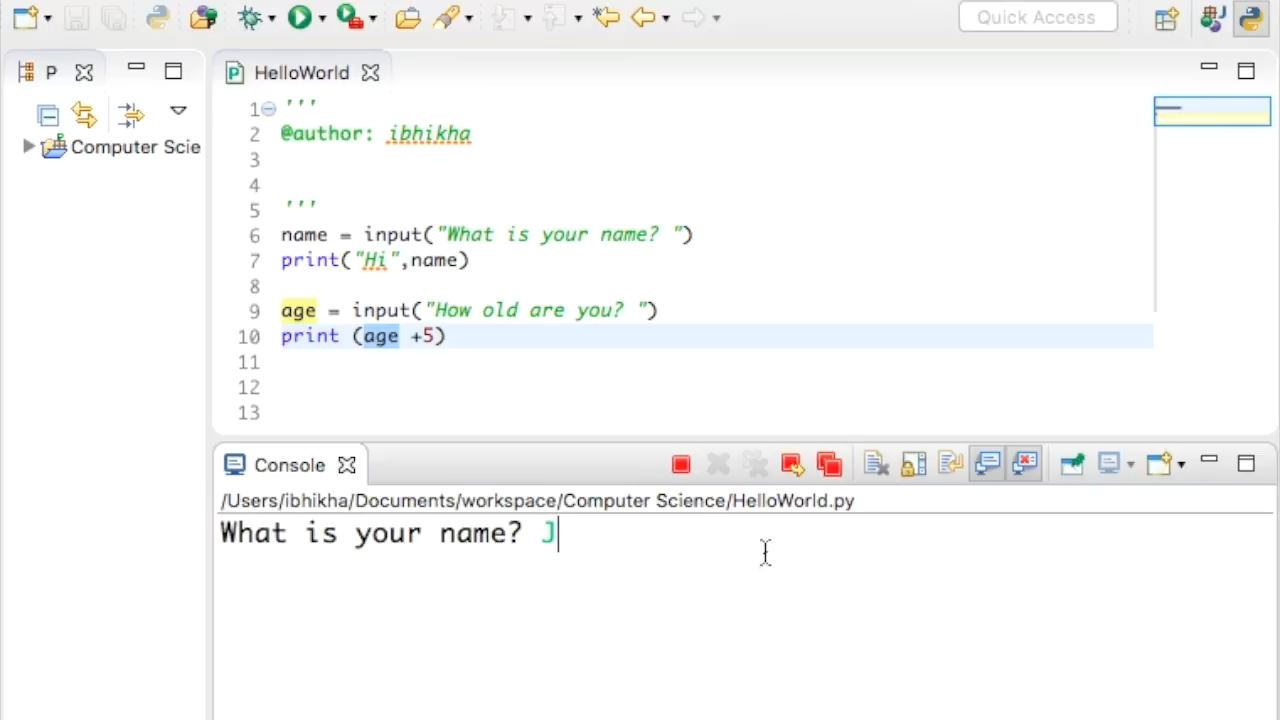 Quick Access
P
HelloWorld
Computer Scie
1 '''
2 @author: ibhikha
3
4
5 '''
6 name = input("What is your name? ")
7 print("Hi",name)
8
9 age = input("How old are you? ")
10 print (age +5)
11
12
13
Console
/Users/ibhikha/Documents/workspace/Computer Science/HelloWorld.py
What is your name? J